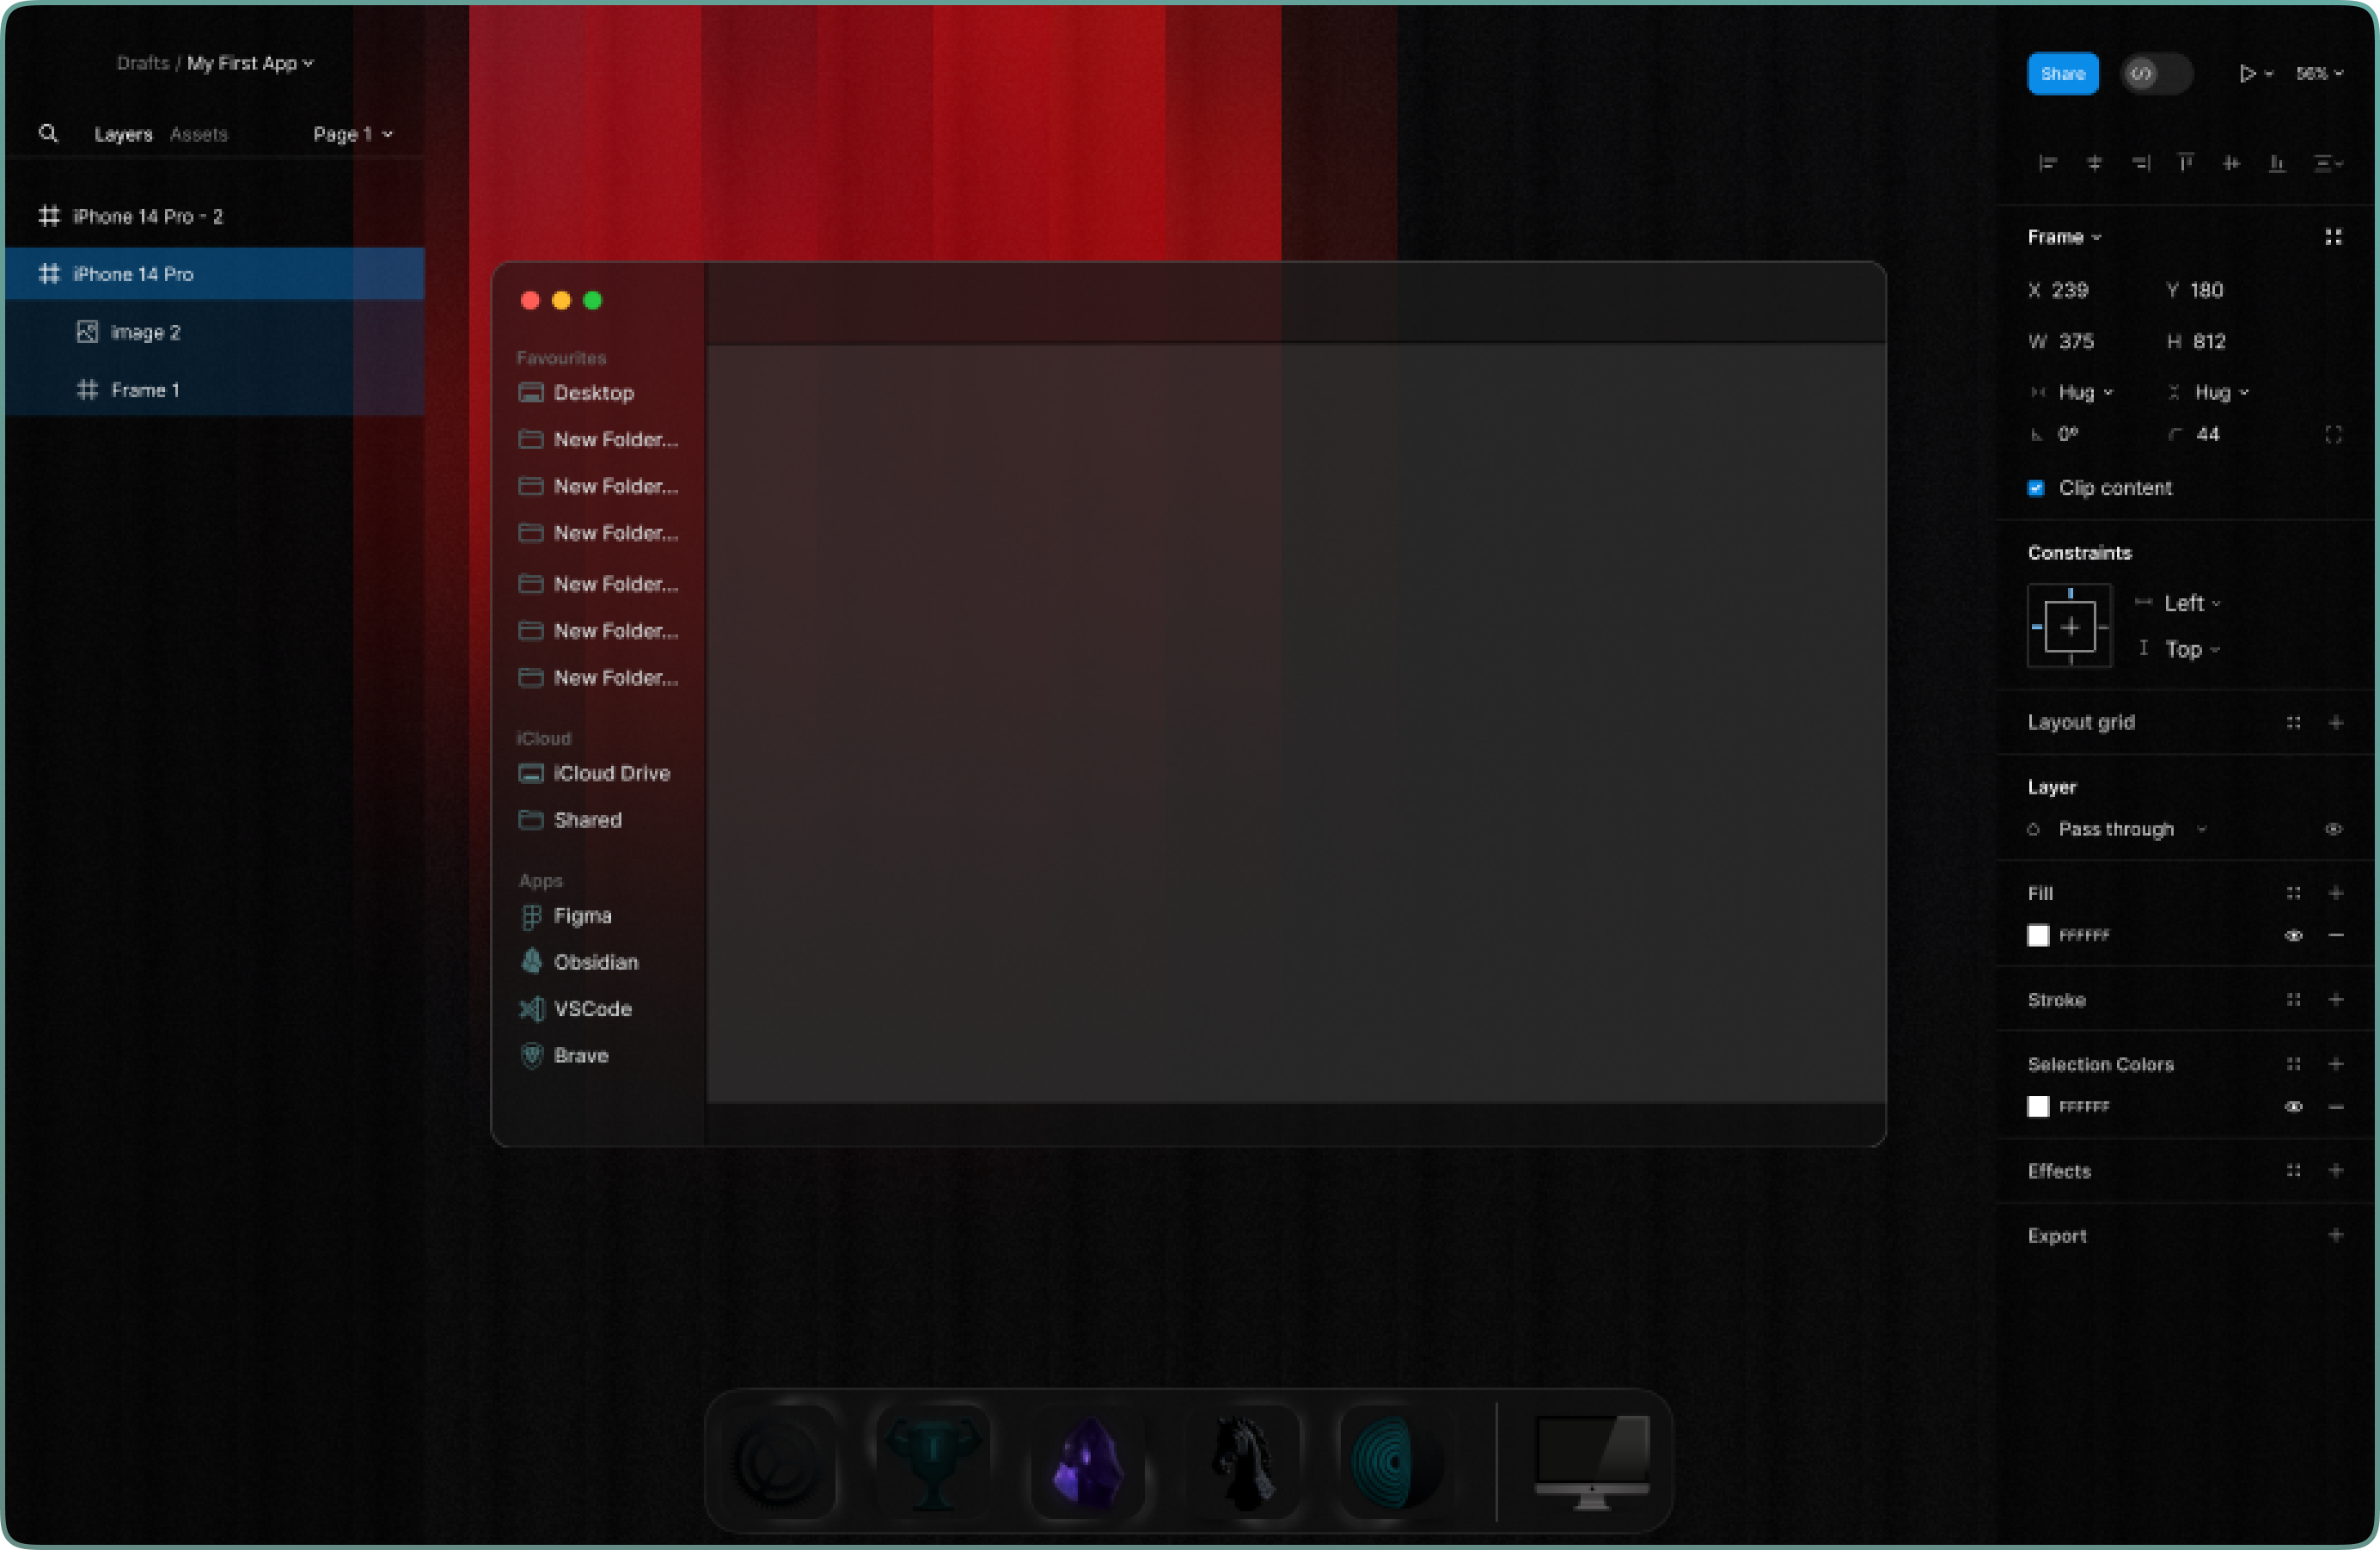 Drafts / My First App
Layers Assets Page 1
iPhone 14 Pro - 2
iPhone 14 Pro
Image 2
Frame 1
Favourites
Desktop
New Folder...
New Folder...
New Folder...
New Folder...
New Folder...
New Folder...
iCloud
iCloud Drive
Shared
Apps
Figma
Obsidian
VSCode
Brave
Share 56%
Frame
X 239 Y 180
W 375 H 812
Hug Hug
0° 44
Clip content
Constraints
Left
Top
Layout grid
Layer
Pass through
Fill
FFFFFF
Stroke
Selection Colors
FFFFFF
Effects
Export